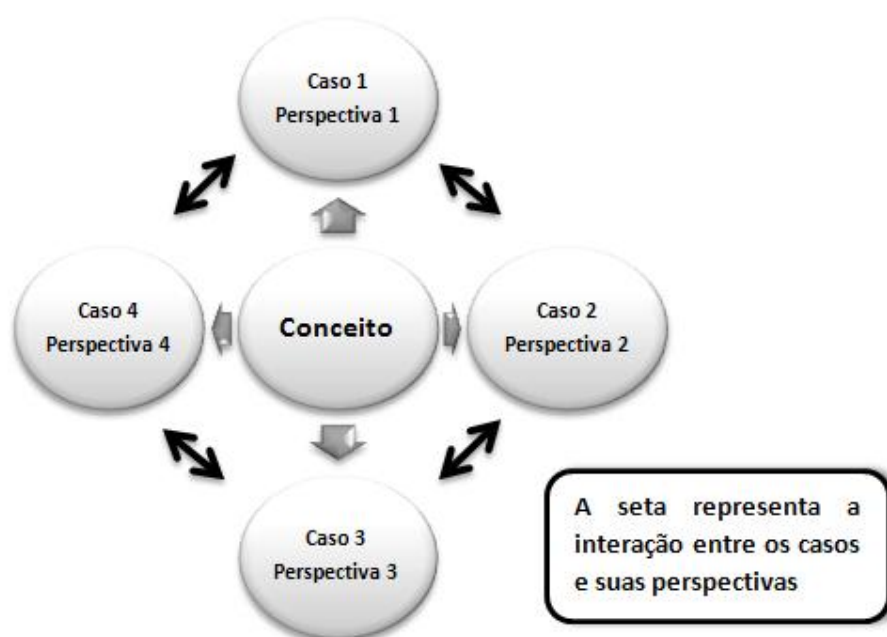 Caso 1
Perspectiva 1
Caso 4
Perspectiva 4
Conceito
Caso 2
Perspectiva 2
Caso 3
Perspectiva 3
A seta representa a
interação entre os casos
e suas perspectivas